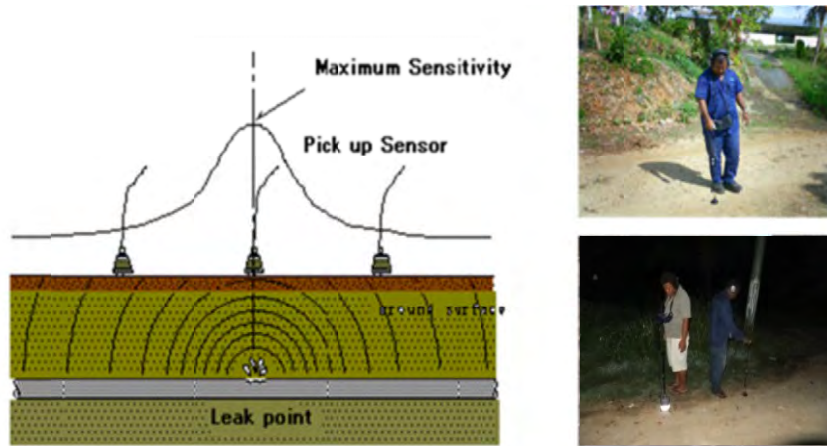 Maximum Sensitivity
Pick up Sensor
ground surface
Leak point